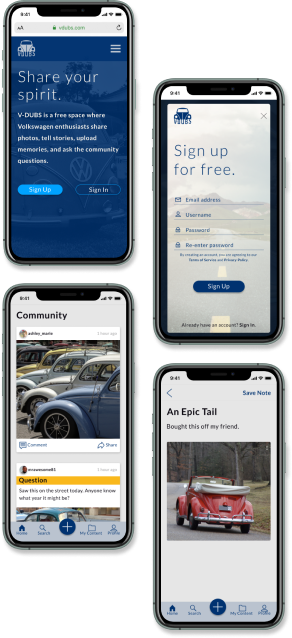 9:41
AA
vdubs.com
V-DUBS
Share your
spirit.
V-DUBS is a free space where
Volkswagen enthusiasts share
photos, tell stories, upload
memories, and ask the community
questions.
Sign Up
Sign In
9:41
V-DUBS
Sign up
for free.
Email address
Username
Password
Re-enter password
By creating an account, you are agreeing to our
Terms of Service and Privacy Policy.
Sign Up
Already have an account? Sign In.
9:41
Community
ashley_marie
1 hour ago
Comment
Share
1 hour ago
Question
Saw this on the street today. Anyone know
what year it might be?
Home
Search
My Content
Profile
9:41
Save Note
An Epic Tail
Bought this off my friend.
Home
Search
My Content
Profile